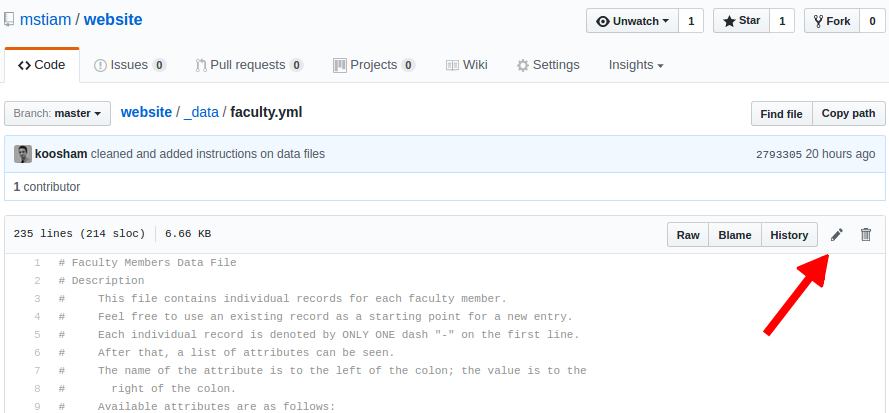 mstiam / website
Unwatch 1 Star 1 Fork 0
Code Issues 0 Pull requests 0 Projects 0 Wiki Settings Insights
Branch: master website / _data / faculty.yml Find file Copy path
koosham cleaned and added instructions on data files 2793305 20 hours ago
1 contributor
235 lines (214 sloc) 6.66 KB Raw Blame History
1 # Faculty Members Data File
2 # Description
3 # This file contains individual records for each faculty member.
4 # Feel free to use an existing record as a starting point for a new entry.
5 # Each individual record is denoted by ONLY ONE dash "-" on the first line.
6 # After that, a list of attributes can be seen.
7 # The name of the attribute is to the left of the colon; the value is to the
8 # right of the colon.
9 # Available attributes are as follows: